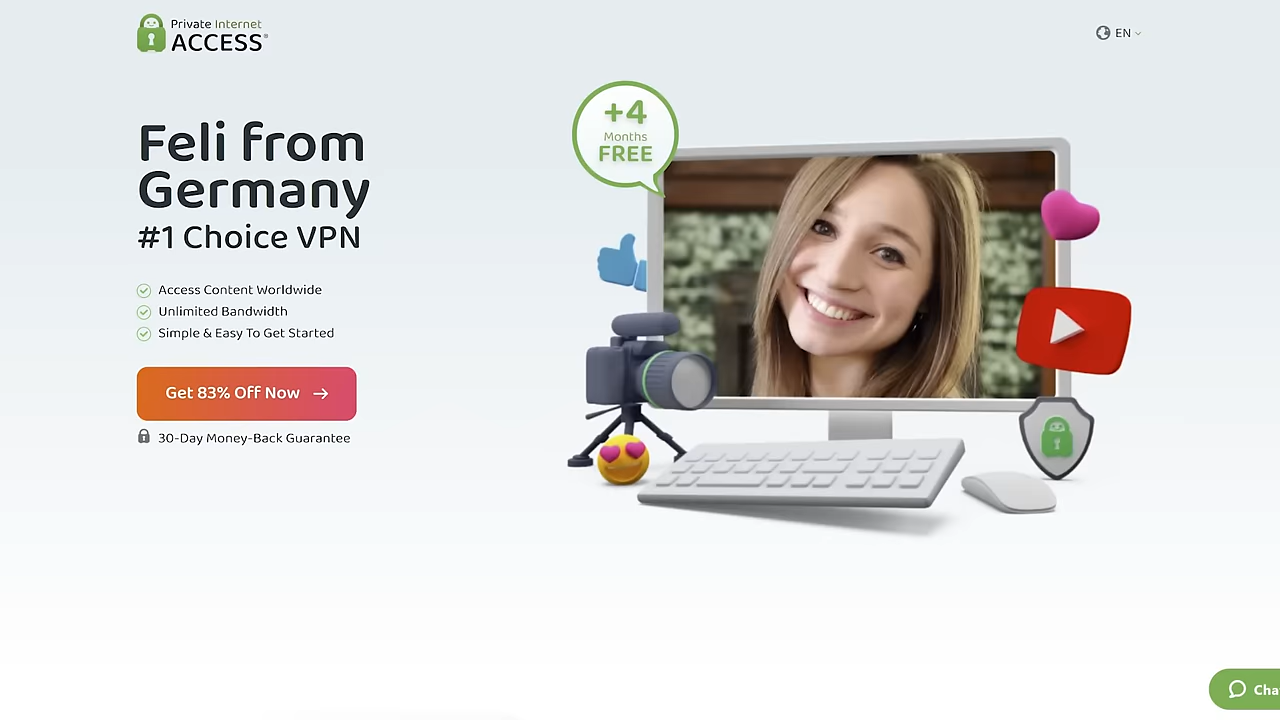 Private Internet
ACCESS®
EN
Feli from
Germany
#1 Choice VPN
Access Content Worldwide
Unlimited Bandwidth
Simple & Easy To Get Started
Get 83% Off Now
30-Day Money-Back Guarantee
+4
Months
FREE